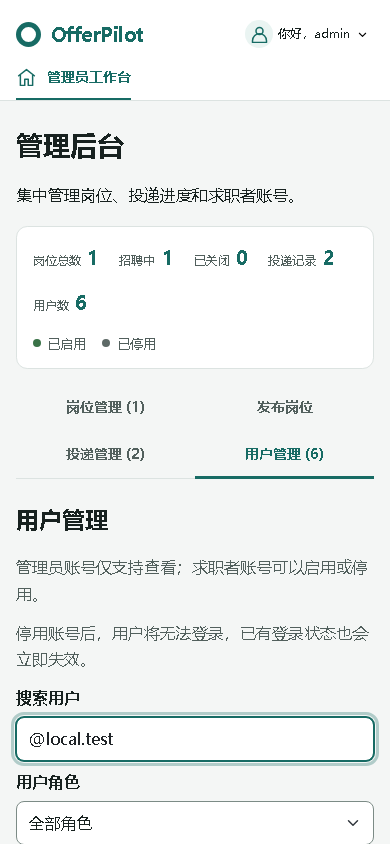 OfferPilot
你好，admin
管理员工作台
管理后台
集中管理岗位、投递进度和求职者账号。
岗位总数 1 招聘中 1 已关闭 0 投递记录 2
用户数 6
已启用 已停用
岗位管理 (1) 发布岗位
投递管理 (2) 用户管理 (6)
用户管理
管理员账号仅支持查看；求职者账号可以启用或停
用。
停用账号后，用户将无法登录，已有登录状态也会
立即失效。
搜索用户
@local.test
用户角色
全部角色